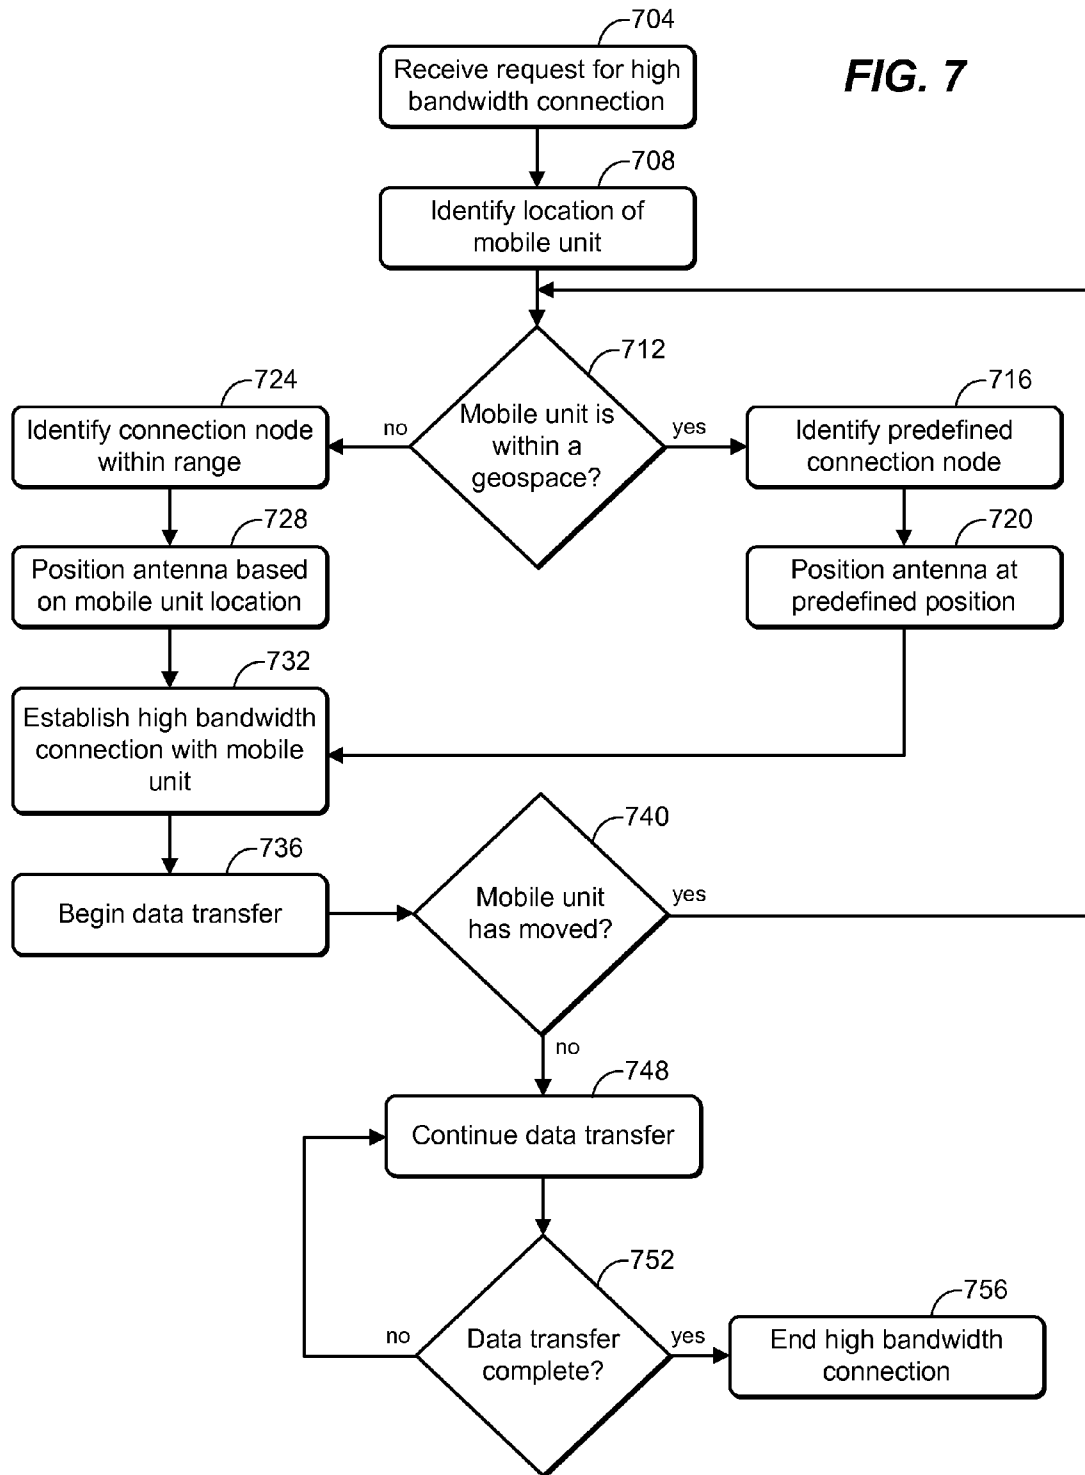 704
Receive request for high
bandwidth connection
FIG. 7
708
Identify location of
mobile unit
712
Mobile unit is
within a
geospace?
no
yes
724
Identify connection node
within range
716
Identify predefined
connection node
728
Position antenna based
on mobile unit location
720
Position antenna at
predefined position
732
Establish high bandwidth
connection with mobile
unit
736
Begin data transfer
740
Mobile unit
has moved?
yes
no
748
Continue data transfer
752
Data transfer
complete?
no
yes
756
End high bandwidth
connection